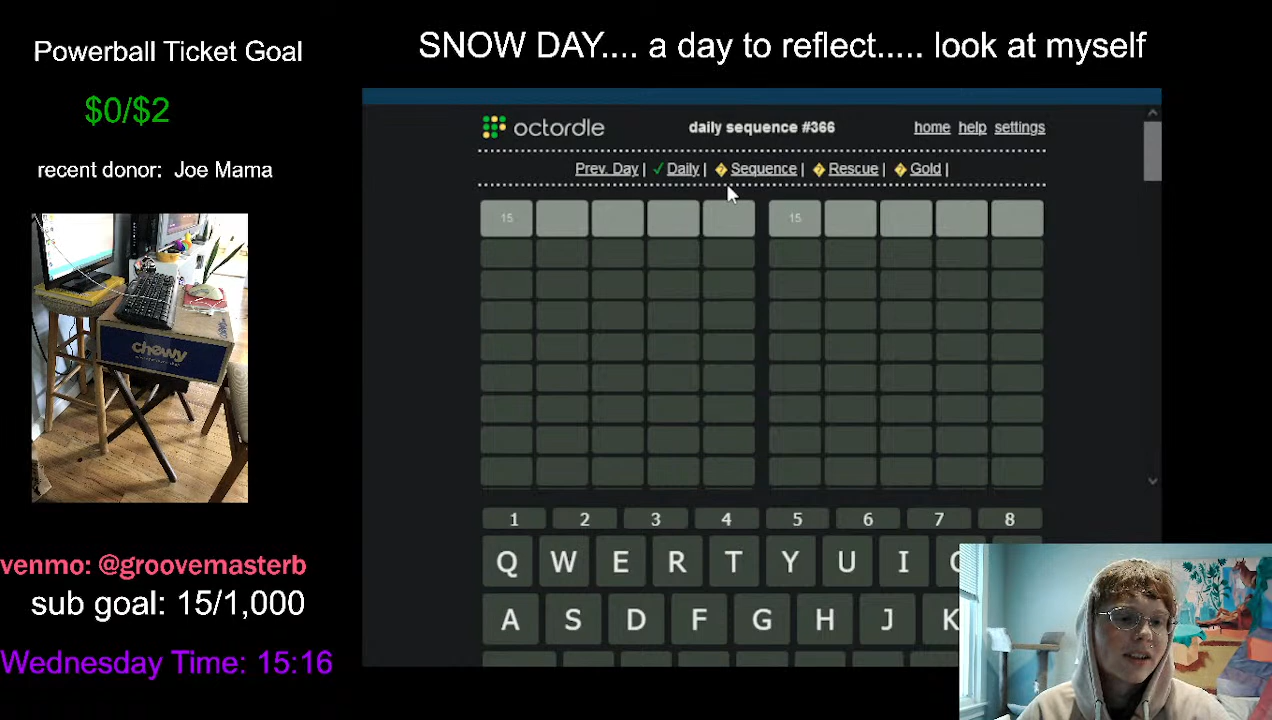 Powerball Ticket Goal
$0/$2
recent donor: Joe Mama
chewy
venmo: @groovemasterb
sub goal: 15/1,000
Wednesday Time: 15:16
SNOW DAY.... a day to reflect..... look at myself
octordle
daily sequence #366
home help settings
Prev. Day | ✓ Daily | Sequence | Rescue | Gold |
15 15
1 2 3 4 5 6 7 8
Q W E R T Y U I
A S D F G H J K